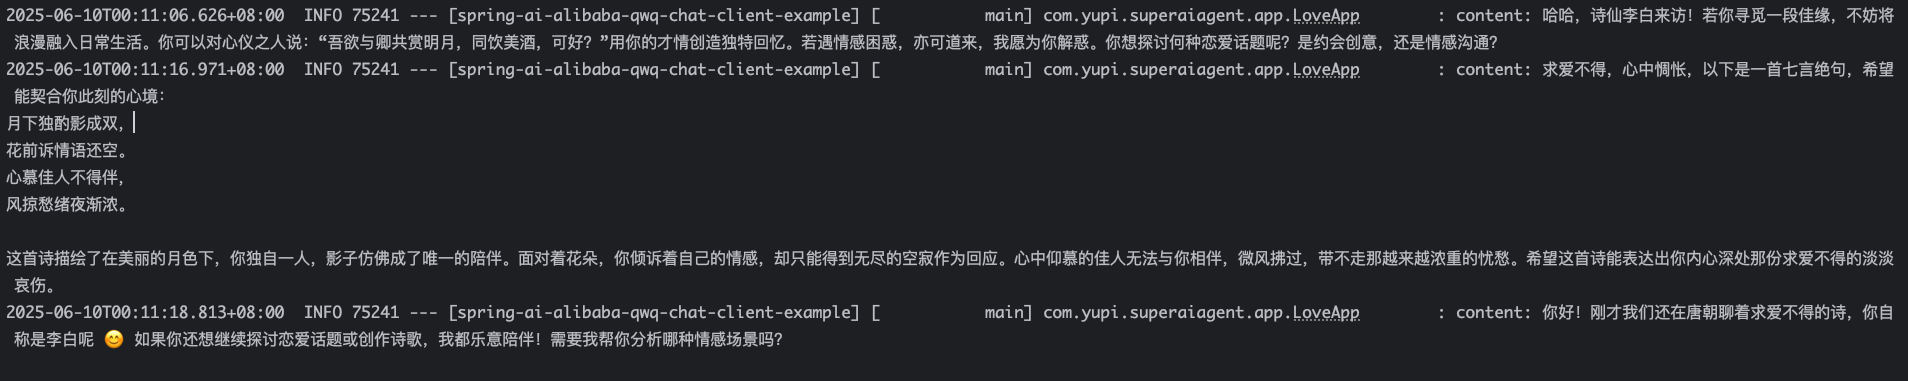 2025-06-10T00:11:06.626+08:00  INFO 75241 --- [spring-ai-alibaba-qwq-chat-client-example] [           main] com.yupi.superaiagent.app.LoveApp        : content: 哈哈，诗仙李白来访！若你寻觅一段佳缘，不妨将
浪漫融入日常生活。你可以对心仪之人说：“吾欲与卿共赏明月，同饮美酒，可好？”用你的才情创造独特回忆。若遇情感困惑，亦可道来，我愿为你解惑。你想探讨何种恋爱话题呢？是约会创意，还是情感沟通？
2025-06-10T00:11:16.971+08:00  INFO 75241 --- [spring-ai-alibaba-qwq-chat-client-example] [           main] com.yupi.superaiagent.app.LoveApp        : content: 求爱不得，心中惆怅，以下是一首七言绝句，希望
能契合你此刻的心境：
月下独酌影成双，
花前诉情语还空。
心慕佳人不得伴，
风掠愁绪夜渐浓。
这首诗描绘了在美丽的月色下，你独自一人，影子仿佛成了唯一的陪伴。面对着花朵，你倾诉着自己的情感，却只能得到无尽的空寂作为回应。心中仰慕的佳人无法与你相伴，微风拂过，带不走那越来越浓重的忧愁。希望这首诗能表达出你内心深处那份求爱不得的淡淡
哀伤。
2025-06-10T00:11:18.813+08:00  INFO 75241 --- [spring-ai-alibaba-qwq-chat-client-example] [           main] com.yupi.superaiagent.app.LoveApp        : content: 你好！刚才我们还在唐朝聊着求爱不得的诗，你自
称是李白呢 😊 如果你还想继续探讨恋爱话题或创作诗歌，我都乐意陪伴！需要我帮你分析哪种情感场景吗？